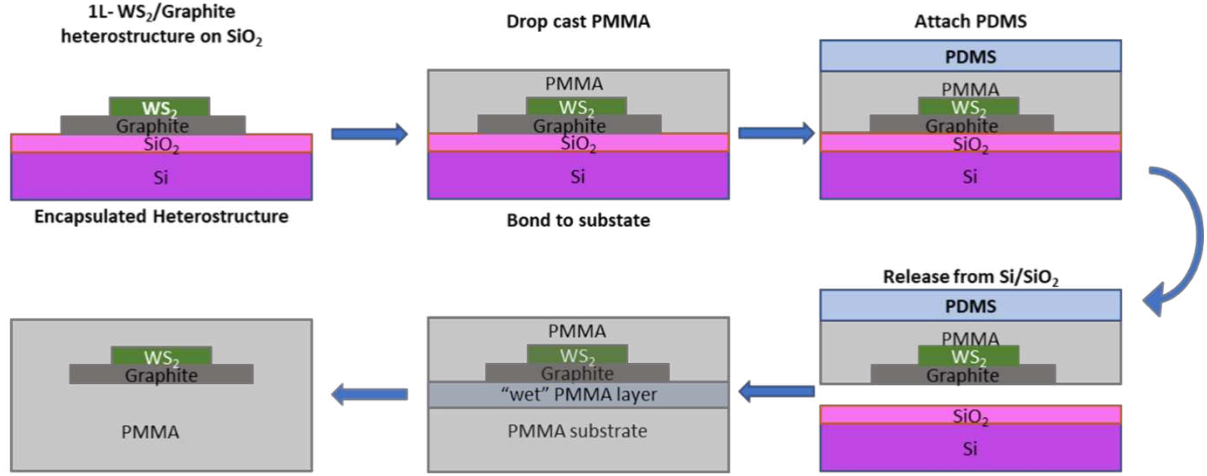 1L- WS₂/Graphite
heterostructure on SiO₂
WS₂
Graphite
SiO₂
Si
Drop cast PMMA
PMMA
WS₂
Graphite
SiO₂
Si
Attach PDMS
PDMS
PMMA
WS₂
Graphite
SiO₂
Si
Release from Si/SiO₂
PDMS
PMMA
WS₂
Graphite
SiO₂
Si
Bond to substate
PMMA
WS₂
Graphite
“wet” PMMA layer
PMMA substrate
Encapsulated Heterostructure
WS₂
Graphite
PMMA